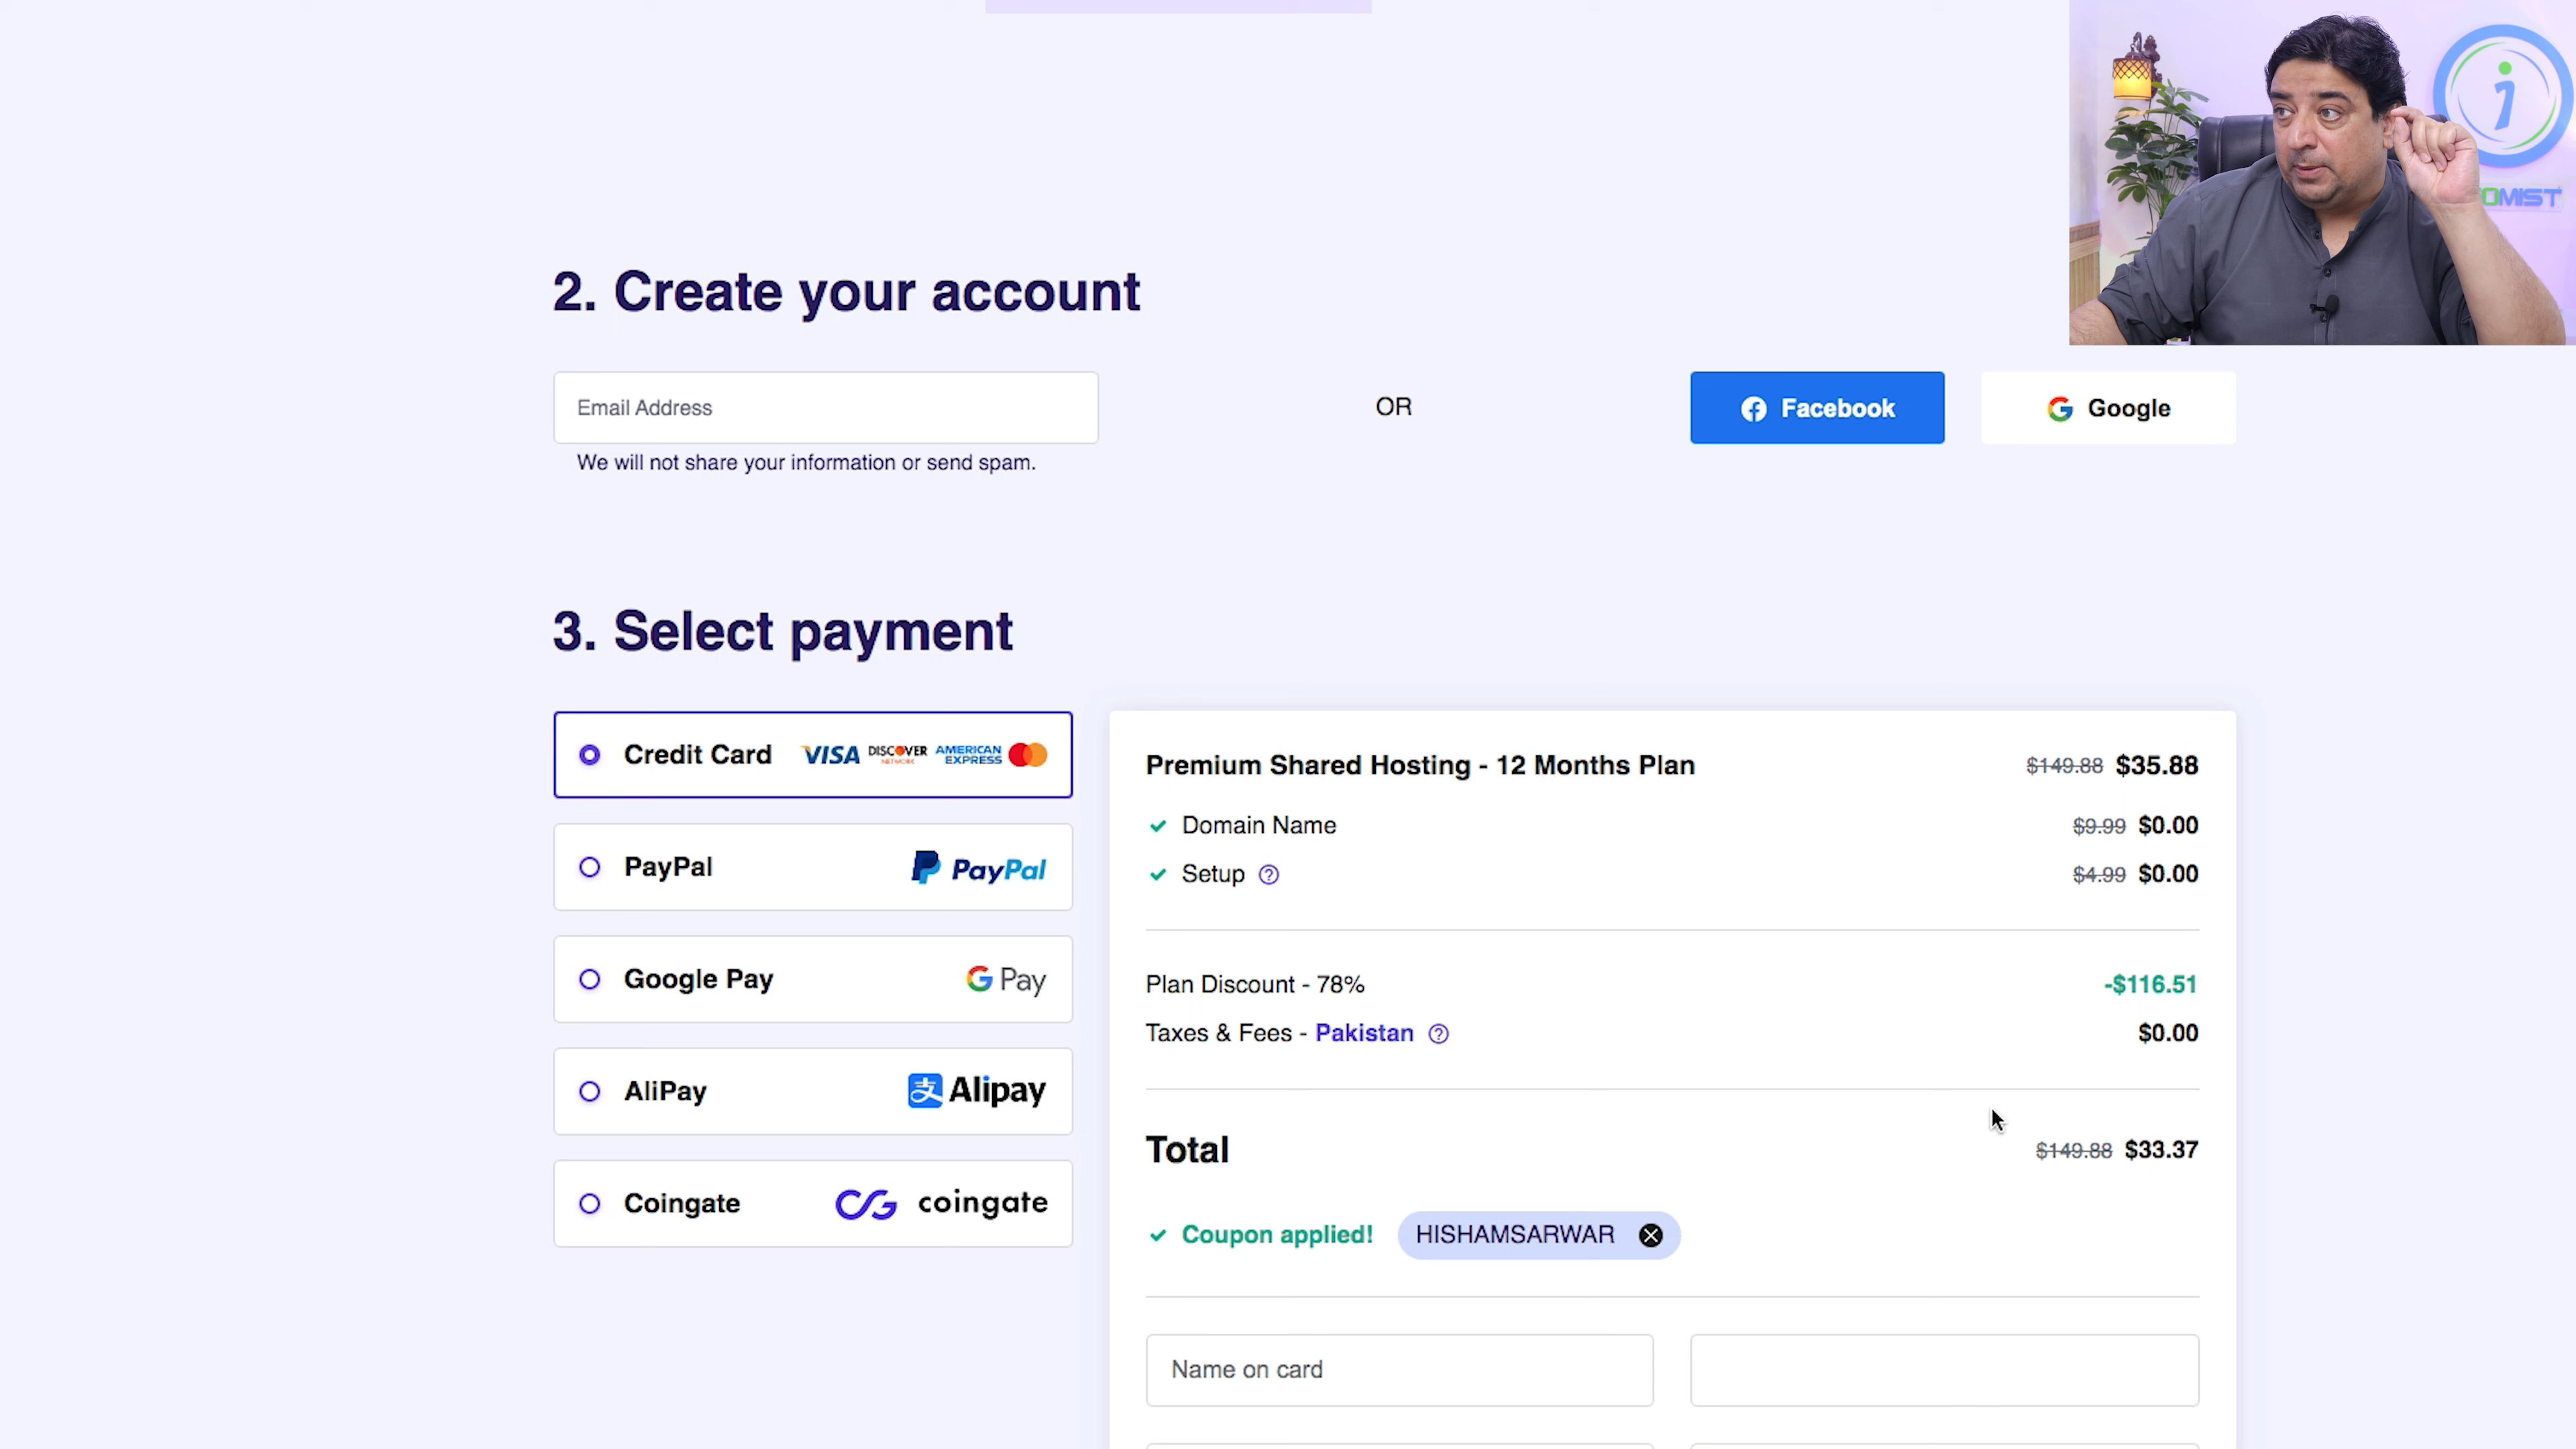 i
OMIST
2. Create your account
Email Address
OR
Facebook
G Google
We will not share your information or send spam.
3. Select payment
Credit Card VISA DISCOVER NETWORK AMERICAN EXPRESS
PayPal PayPal
Google Pay G Pay
AliPay 支 Alipay
Coingate CG coingate
Premium Shared Hosting - 12 Months Plan $149.88 $35.88
Domain Name $9.99 $0.00
Setup ? $4.99 $0.00
Plan Discount - 78% -$116.51
Taxes & Fees - Pakistan ? $0.00
Total $149.88 $33.37
Coupon applied! HISHAMSARWAR
Name on card